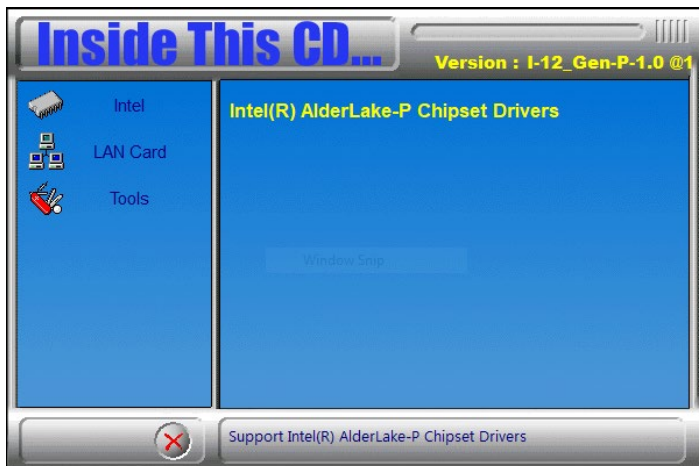 Inside This CD...
Version : I-12_Gen-P-1.0 @1
Intel
LAN Card
Tools
Intel(R) AlderLake-P Chipset Drivers
Window Snip
Support Intel(R) AlderLake-P Chipset Drivers